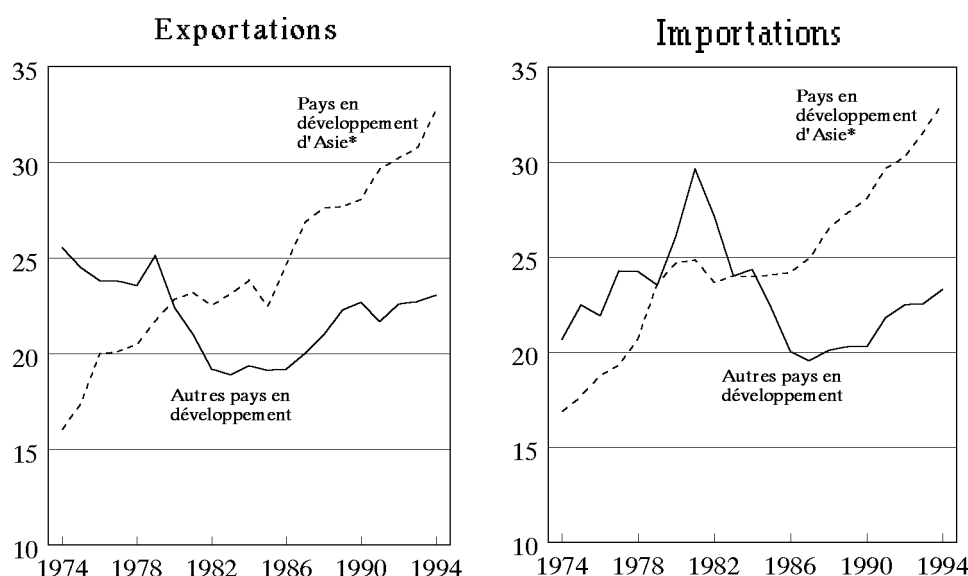 Exportations
35
30
25
20
15
10
1974 1978 1982 1986 1990 1994
Pays en
développement
d'Asie*
Autres pays en
développement
Importations
35
30
25
20
15
10
1974 1978 1982 1986 1990 1994
Pays en
développement
d'Asie*
Autres pays en
développement